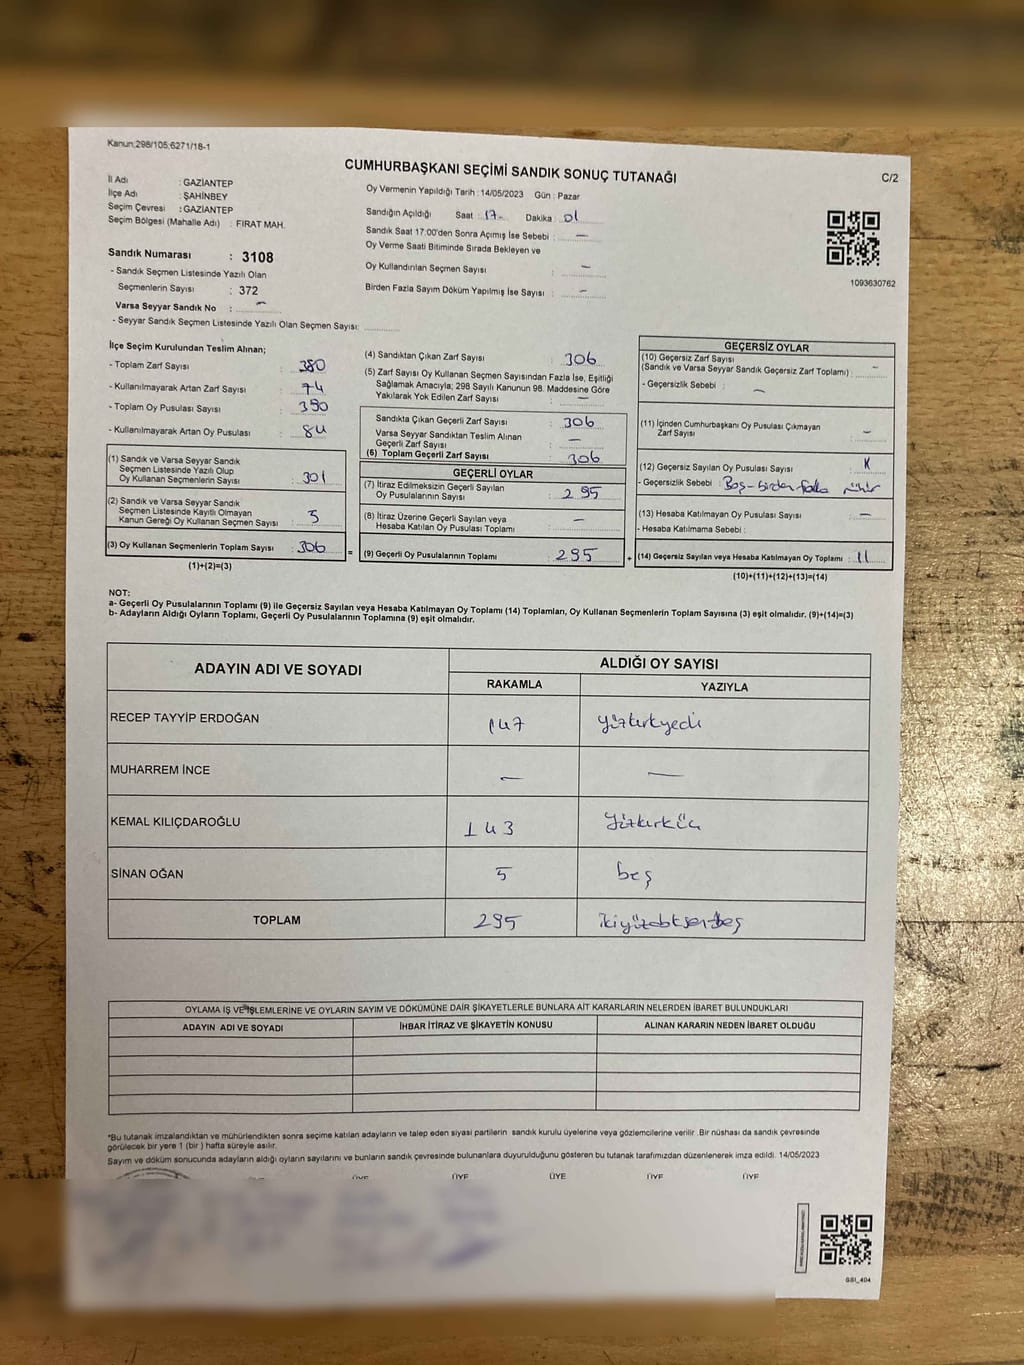 Kanun:298/105;6271/18-1
CUMHURBAŞKANI SEÇİMİ SANDIK SONUÇ TUTANAĞI
C/2
İl Adı : GAZİANTEP
İlçe Adı : ŞAHİNBEY
Seçim Çevresi : GAZİANTEP
Seçim Bölgesi (Mahalle Adı) : FIRAT MAH.
Sandık Numarası : 3108
- Sandık Seçmen Listesinde Yazılı Olan
Seçmenlerin Sayısı : 372
Varsa Seyyar Sandık No : —
- Seyyar Sandık Seçmen Listesinde Yazılı Olan Seçmen Sayısı:
Oy Vermenin Yapıldığı Tarih : 14/05/2023 Gün : Pazar
Sandığın Açıldığı Saat : 17 Dakika : 01
Sandık Saat 17.00'den Sonra Açımış İse Sebebi : —
Oy Verme Saati Bitiminde Sırada Bekleyen ve
Oy Kullandırılan Seçmen Sayısı : —
Birden Fazla Sayım Döküm Yapılmış İse Sayısı : —
1093630762
İlçe Seçim Kurulundan Teslim Alınan;
- Toplam Zarf Sayısı : 380
- Kullanılmayarak Artan Zarf Sayısı : 74
- Toplam Oy Pusulası Sayısı : 390
- Kullanılmayarak Artan Oy Pusulası : 84
(1) Sandık ve Varsa Seyyar Sandık
Seçmen Listesinde Yazılı Olup
Oy Kullanan Seçmenlerin Sayısı : 301
(2) Sandık ve Varsa Seyyar Sandık
Seçmen Listesinde Kayıtlı Olmayan
Kanun Gereği Oy Kullanan Seçmen Sayısı : 5
(3) Oy Kullanan Seçmenlerin Toplam Sayısı : 306
(1)+(2)=(3)
(4) Sandıktan Çıkan Zarf Sayısı : 306
(5) Zarf Sayısı Oy Kullanan Seçmen Sayısından Fazla İse, Eşitliği
Sağlamak Amacıyla; 298 Sayılı Kanunun 98. Maddesine Göre
Yakılarak Yok Edilen Zarf Sayısı : —
Sandıkta Çıkan Geçerli Zarf Sayısı : 306
Varsa Seyyar Sandıktan Teslim Alınan
Geçerli Zarf Sayısı : —
(6) Toplam Geçerli Zarf Sayısı : 306
GEÇERLİ OYLAR
(7) İtiraz Edilmeksizin Geçerli Sayılan
Oy Pusulalarının Sayısı : 295
(8) İtiraz Üzerine Geçerli Sayılan veya
Hesaba Katılan Oy Pusulası Toplamı : —
= (9) Geçerli Oy Pusulalarının Toplamı : 295
GEÇERSİZ OYLAR
(10) Geçersiz Zarf Sayısı
(Sandık ve Varsa Seyyar Sandık Geçersiz Zarf Toplamı) : —
- Geçersizlik Sebebi : —
(11) İçinden Cumhurbaşkanı Oy Pusulası Çıkmayan
Zarf Sayısı : —
(12) Geçersiz Sayılan Oy Pusulası Sayısı :
- Geçersizlik Sebebi : Boş-birden fazla mühür
(13) Hesaba Katılmayan Oy Pusulası Sayısı : —
- Hesaba Katılmama Sebebi :
+ (14) Geçersiz Sayılan veya Hesaba Katılmayan Oy Toplamı : 11
(10)+(11)+(12)+(13)=(14)
NOT:
a- Geçerli Oy Pusulalarının Toplamı (9) ile Geçersiz Sayılan veya Hesaba Katılmayan Oy Toplamı (14) Toplamları, Oy Kullanan Seçmenlerin Toplam Sayısına (3) eşit olmalıdır. (9)+(14)=(3)
b- Adayların Aldığı Oyların Toplamı, Geçerli Oy Pusulalarının Toplamına (9) eşit olmalıdır.
ADAYIN ADI VE SOYADI
ALDIĞI OY SAYISI
RAKAMLA YAZIYLA
RECEP TAYYİP ERDOĞAN 147 yüzkırkyedi
MUHARREM İNCE — —
KEMAL KILIÇDAROĞLU 143 yüzkırküç
SİNAN OĞAN 5 beş
TOPLAM 295 ikiyüzdoksanbeş
OYLAMA İŞ VE İŞLEMLERİNE VE OYLARIN SAYIM VE DÖKÜMÜNE DAİR ŞİKAYETLERLE BUNLARA AİT KARARLARIN NELERDEN İBARET BULUNDUKLARI
ADAYIN ADI VE SOYADI İHBAR İTİRAZ VE ŞİKAYETİN KONUSU ALINAN KARARIN NEDEN İBARET OLDUĞU
*Bu tutanak imzalandıktan ve mühürlendikten sonra seçime katılan adayların ve talep eden siyasi partilerin sandık kurulu üyelerine veya gözlemcilerine verilir .Bir nüshası da sandık çevresinde
görülecek bir yere 1 (bir ) hafta süreyle asılır.
Sayım ve döküm sonucunda adayların aldığı oyların sayılarını ve bunların sandık çevresinde bulunanlara duyurulduğunu gösteren bu tutanak tarafımızdan düzenlenerek imza edildi. 14/05/2023
ÜYE ÜYE ÜYE ÜYE ÜYE
GSİ_404